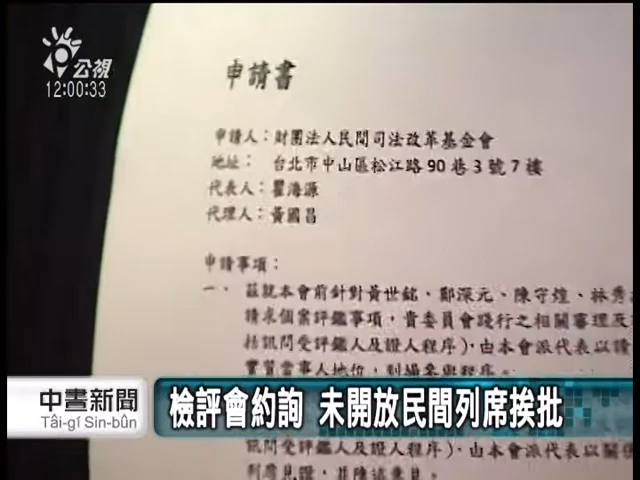 公視
12:00:33
申請書
申請人：財團法人民間司法改革基金會
地址： 台北市中山區松江路90巷3號7樓
代表人：瞿海源
代理人：黃國昌
申請事項：
一、 茲就本會前針對黃世銘、鄭深元、陳守煌、林秀
請求個案評鑑事項，貴委員會踐行之相關審理及
括訊問受評鑑人及證人程序），由本會派代表以
實質當事人地位，到場參與程序。
中晝新聞
Tâi-gí Sin-bûn
檢評會約詢 未開放民間列席挨批
訊問受評鑑人及證人程序），由本會派代表以關係
列席見證，並陳述意見。